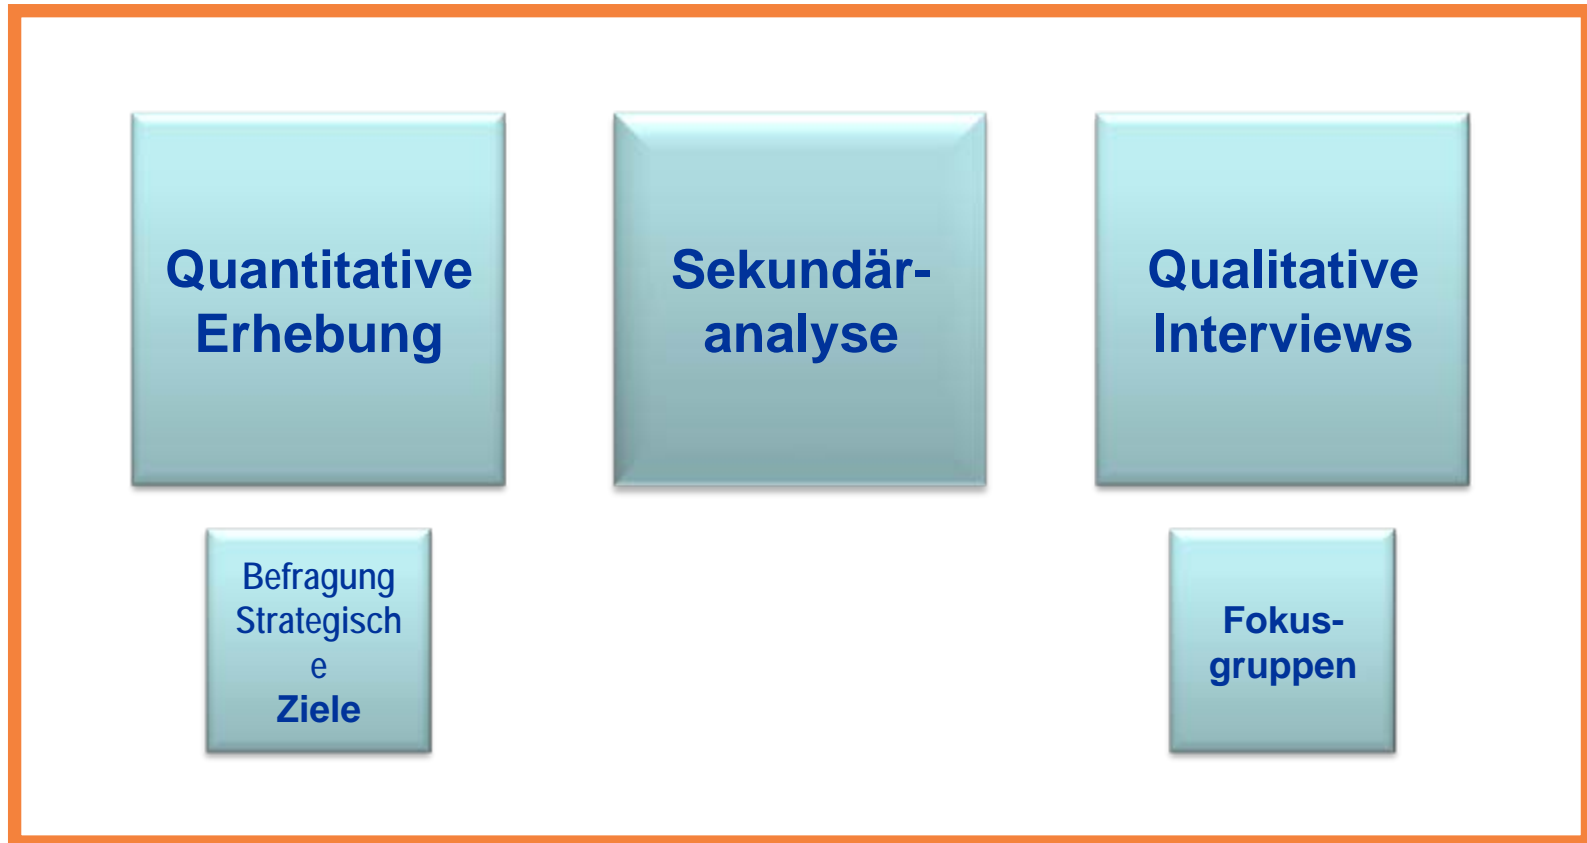 Quantitative
Erhebung
Sekundär-
analyse
Qualitative
Interviews
Befragung
Strategisch
e
Ziele
Fokus-
gruppen